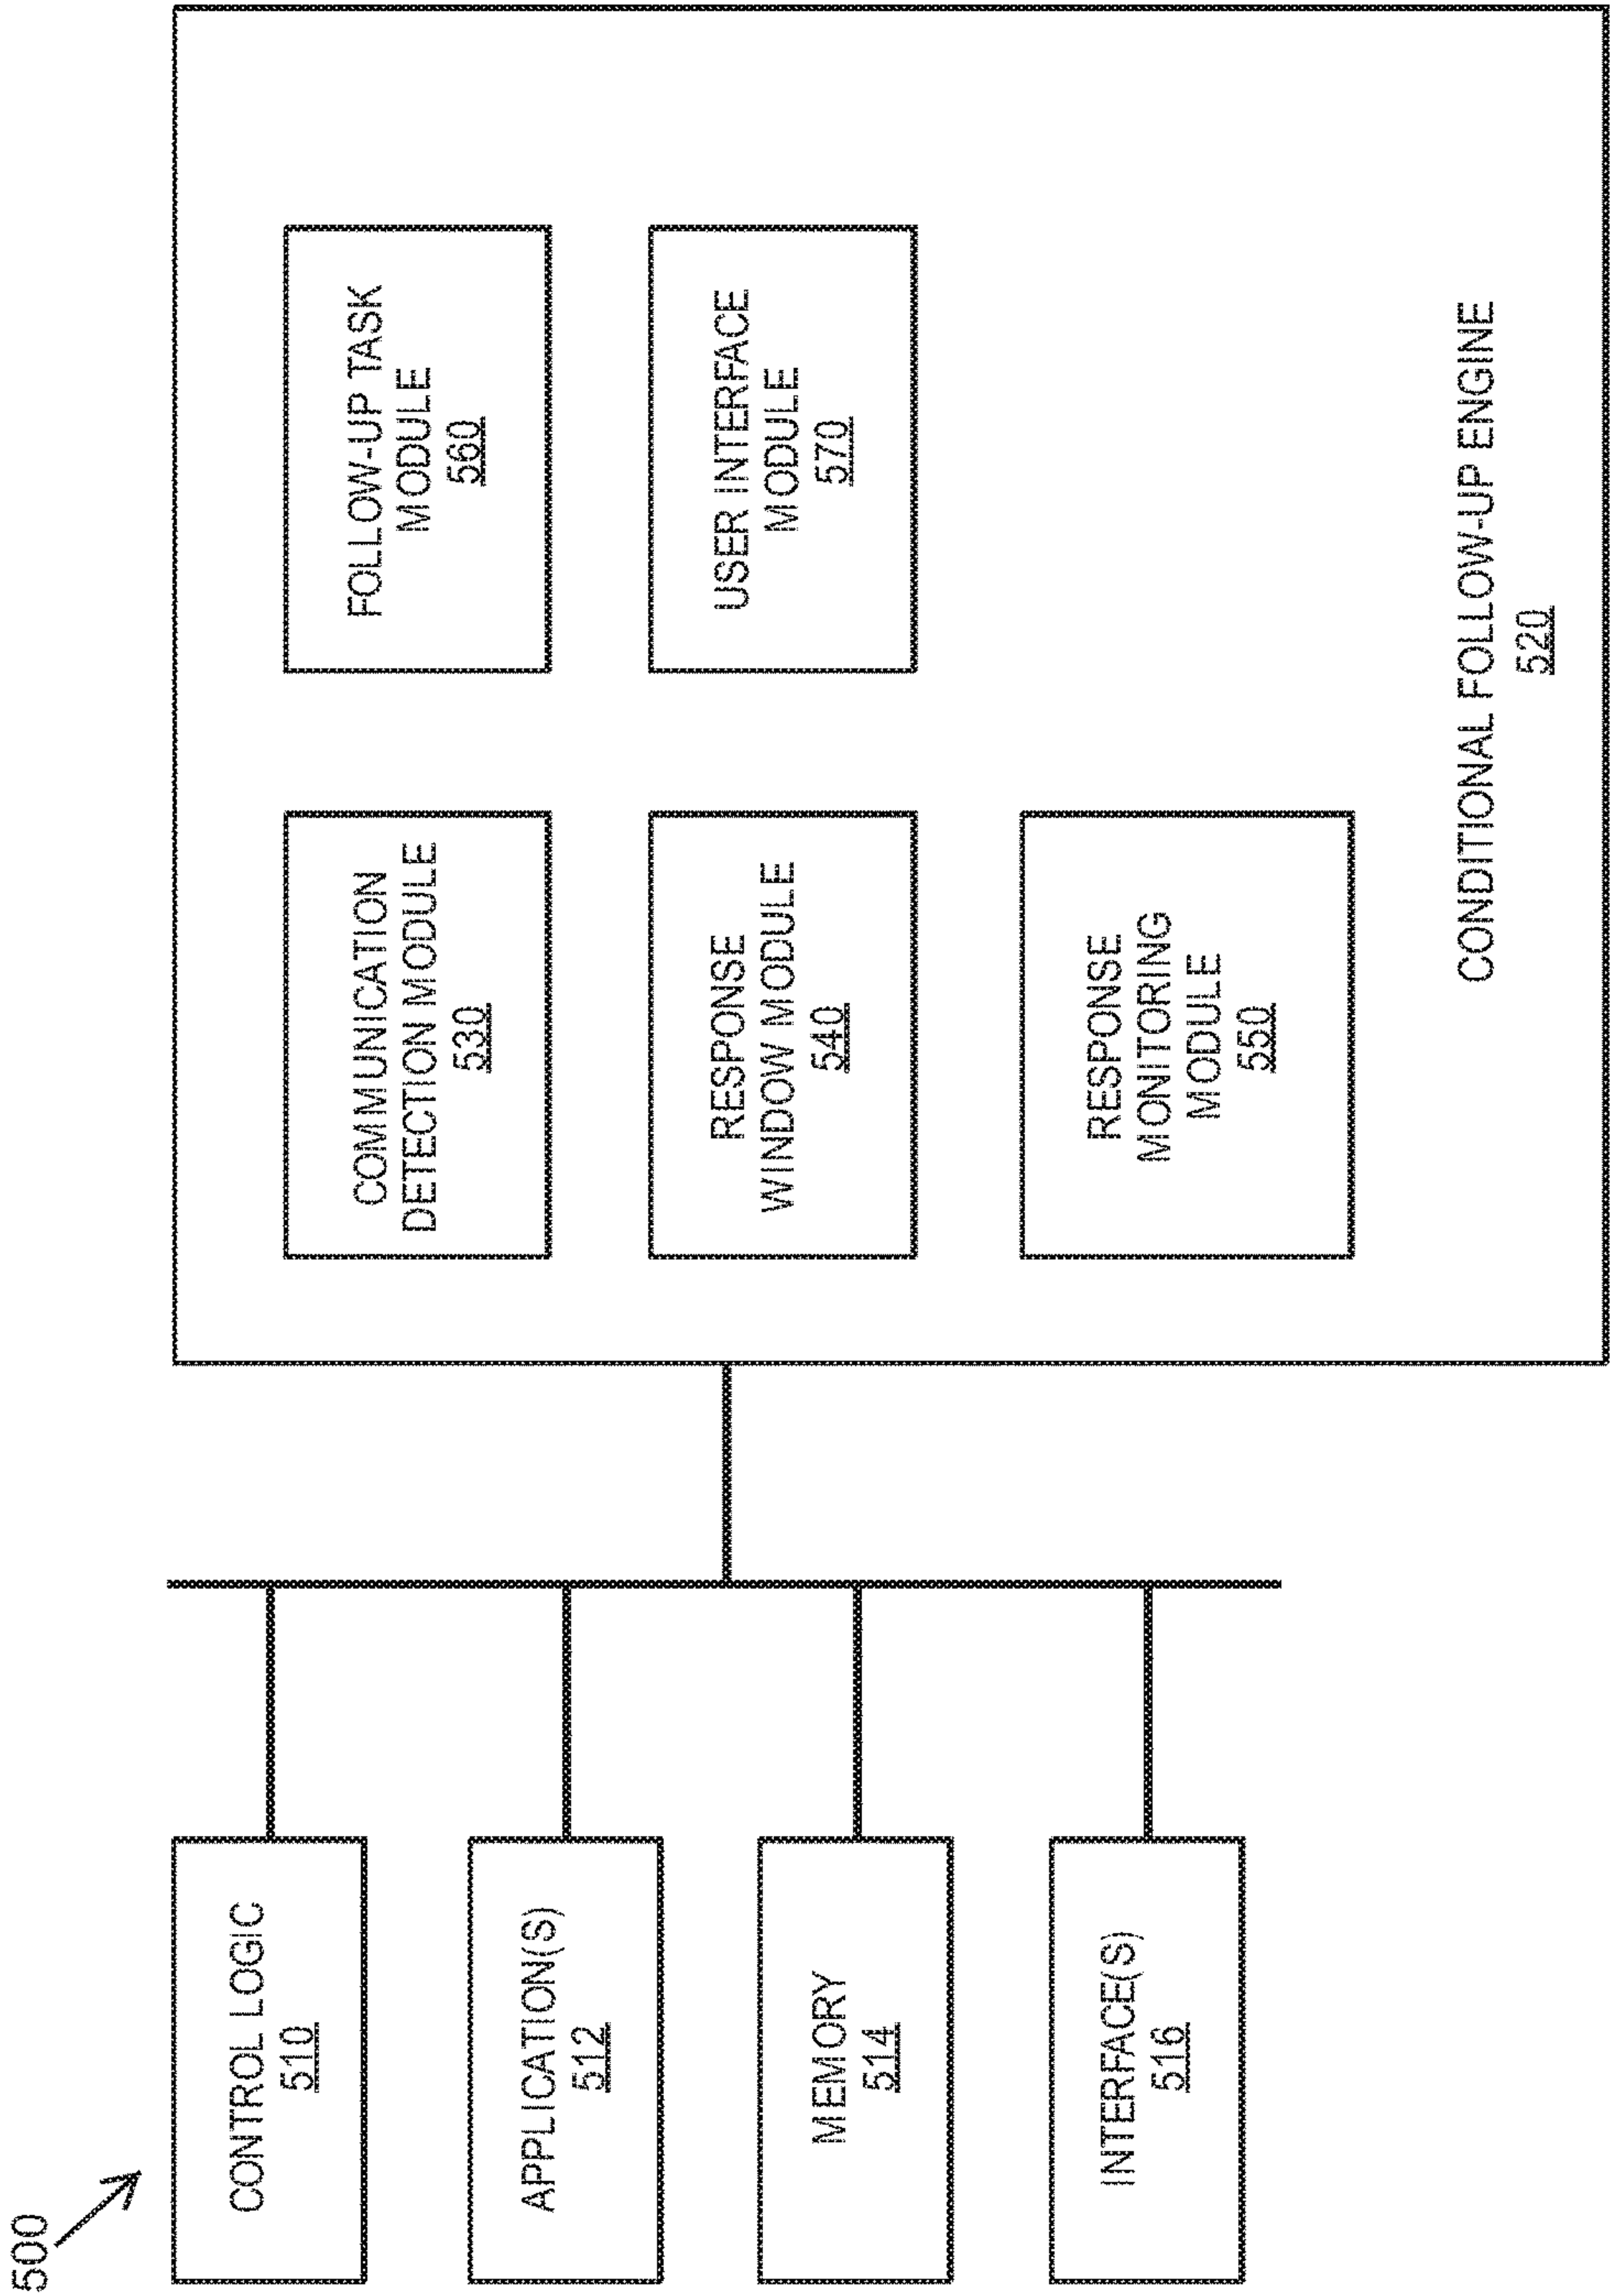 500
CONTROL LOGIC
510
APPLICATION(S)
512
MEMORY
514
INTERFACE(S)
516
COMMUNICATION
DETECTION MODULE
530
RESPONSE
WINDOW MODULE
540
RESPONSE
MONITORING
MODULE
550
FOLLOW-UP TASK
MODULE
560
USER INTERFACE
MODULE
570
CONDITIONAL FOLLOW-UP ENGINE
520